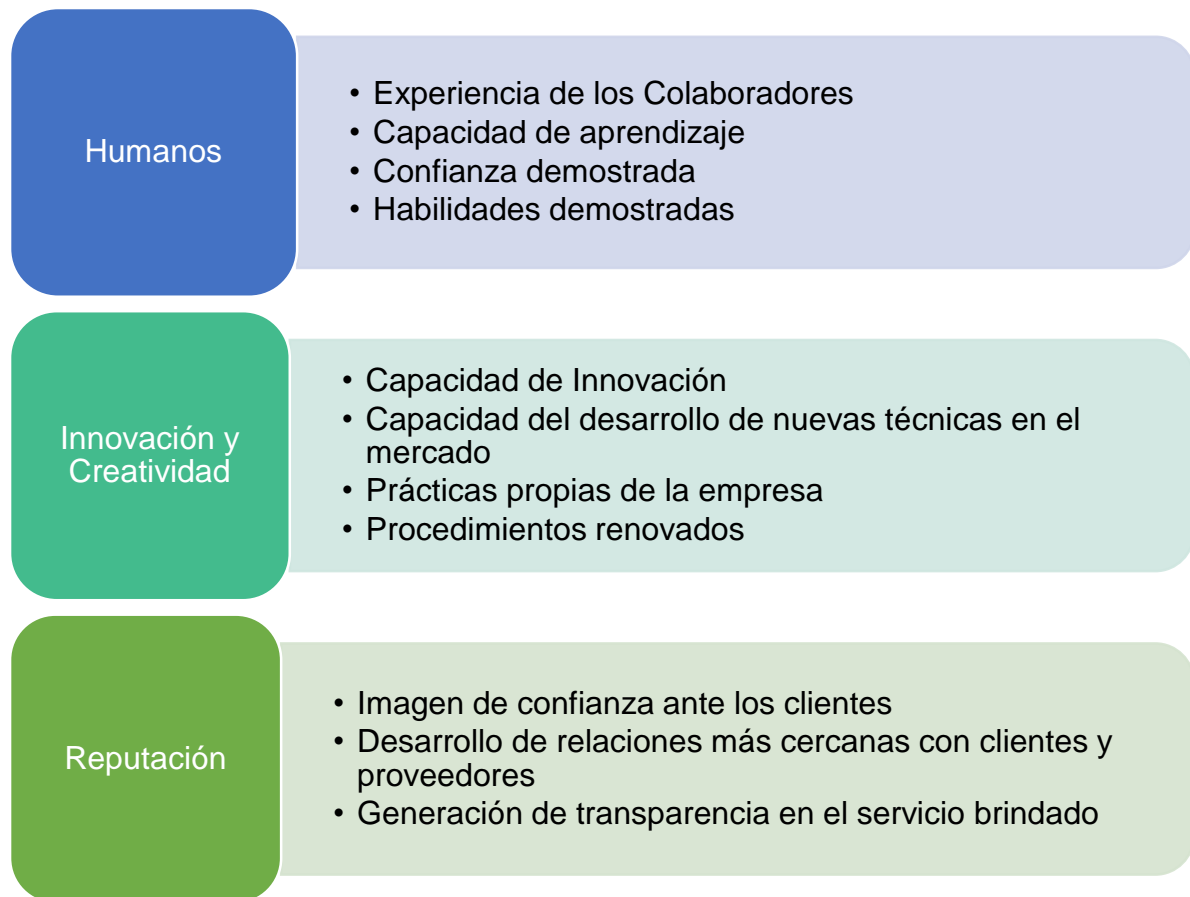 Humanos
• Experiencia de los Colaboradores
• Capacidad de aprendizaje
• Confianza demostrada
• Habilidades demostradas
Innovación y
Creatividad
• Capacidad de Innovación
• Capacidad del desarrollo de nuevas técnicas en el
mercado
• Prácticas propias de la empresa
• Procedimientos renovados
Reputación
• Imagen de confianza ante los clientes
• Desarrollo de relaciones más cercanas con clientes y
proveedores
• Generación de transparencia en el servicio brindado